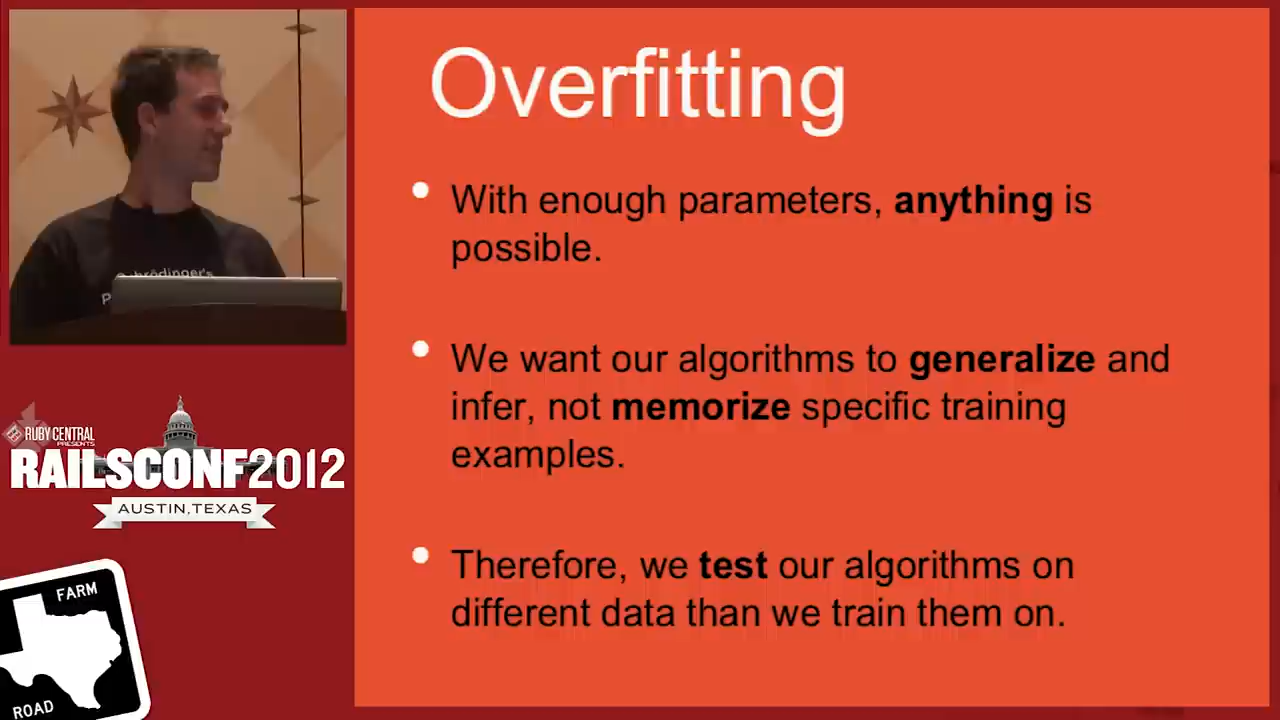 Overfitting
With enough parameters, anything is
possible.
We want our algorithms to generalize and
infer, not memorize specific training
examples.
Therefore, we test our algorithms on
different data than we train them on.
RUBY CENTRAL
PRESENTS
RAILSCONF2012
AUSTIN, TEXAS
FARM
ROAD